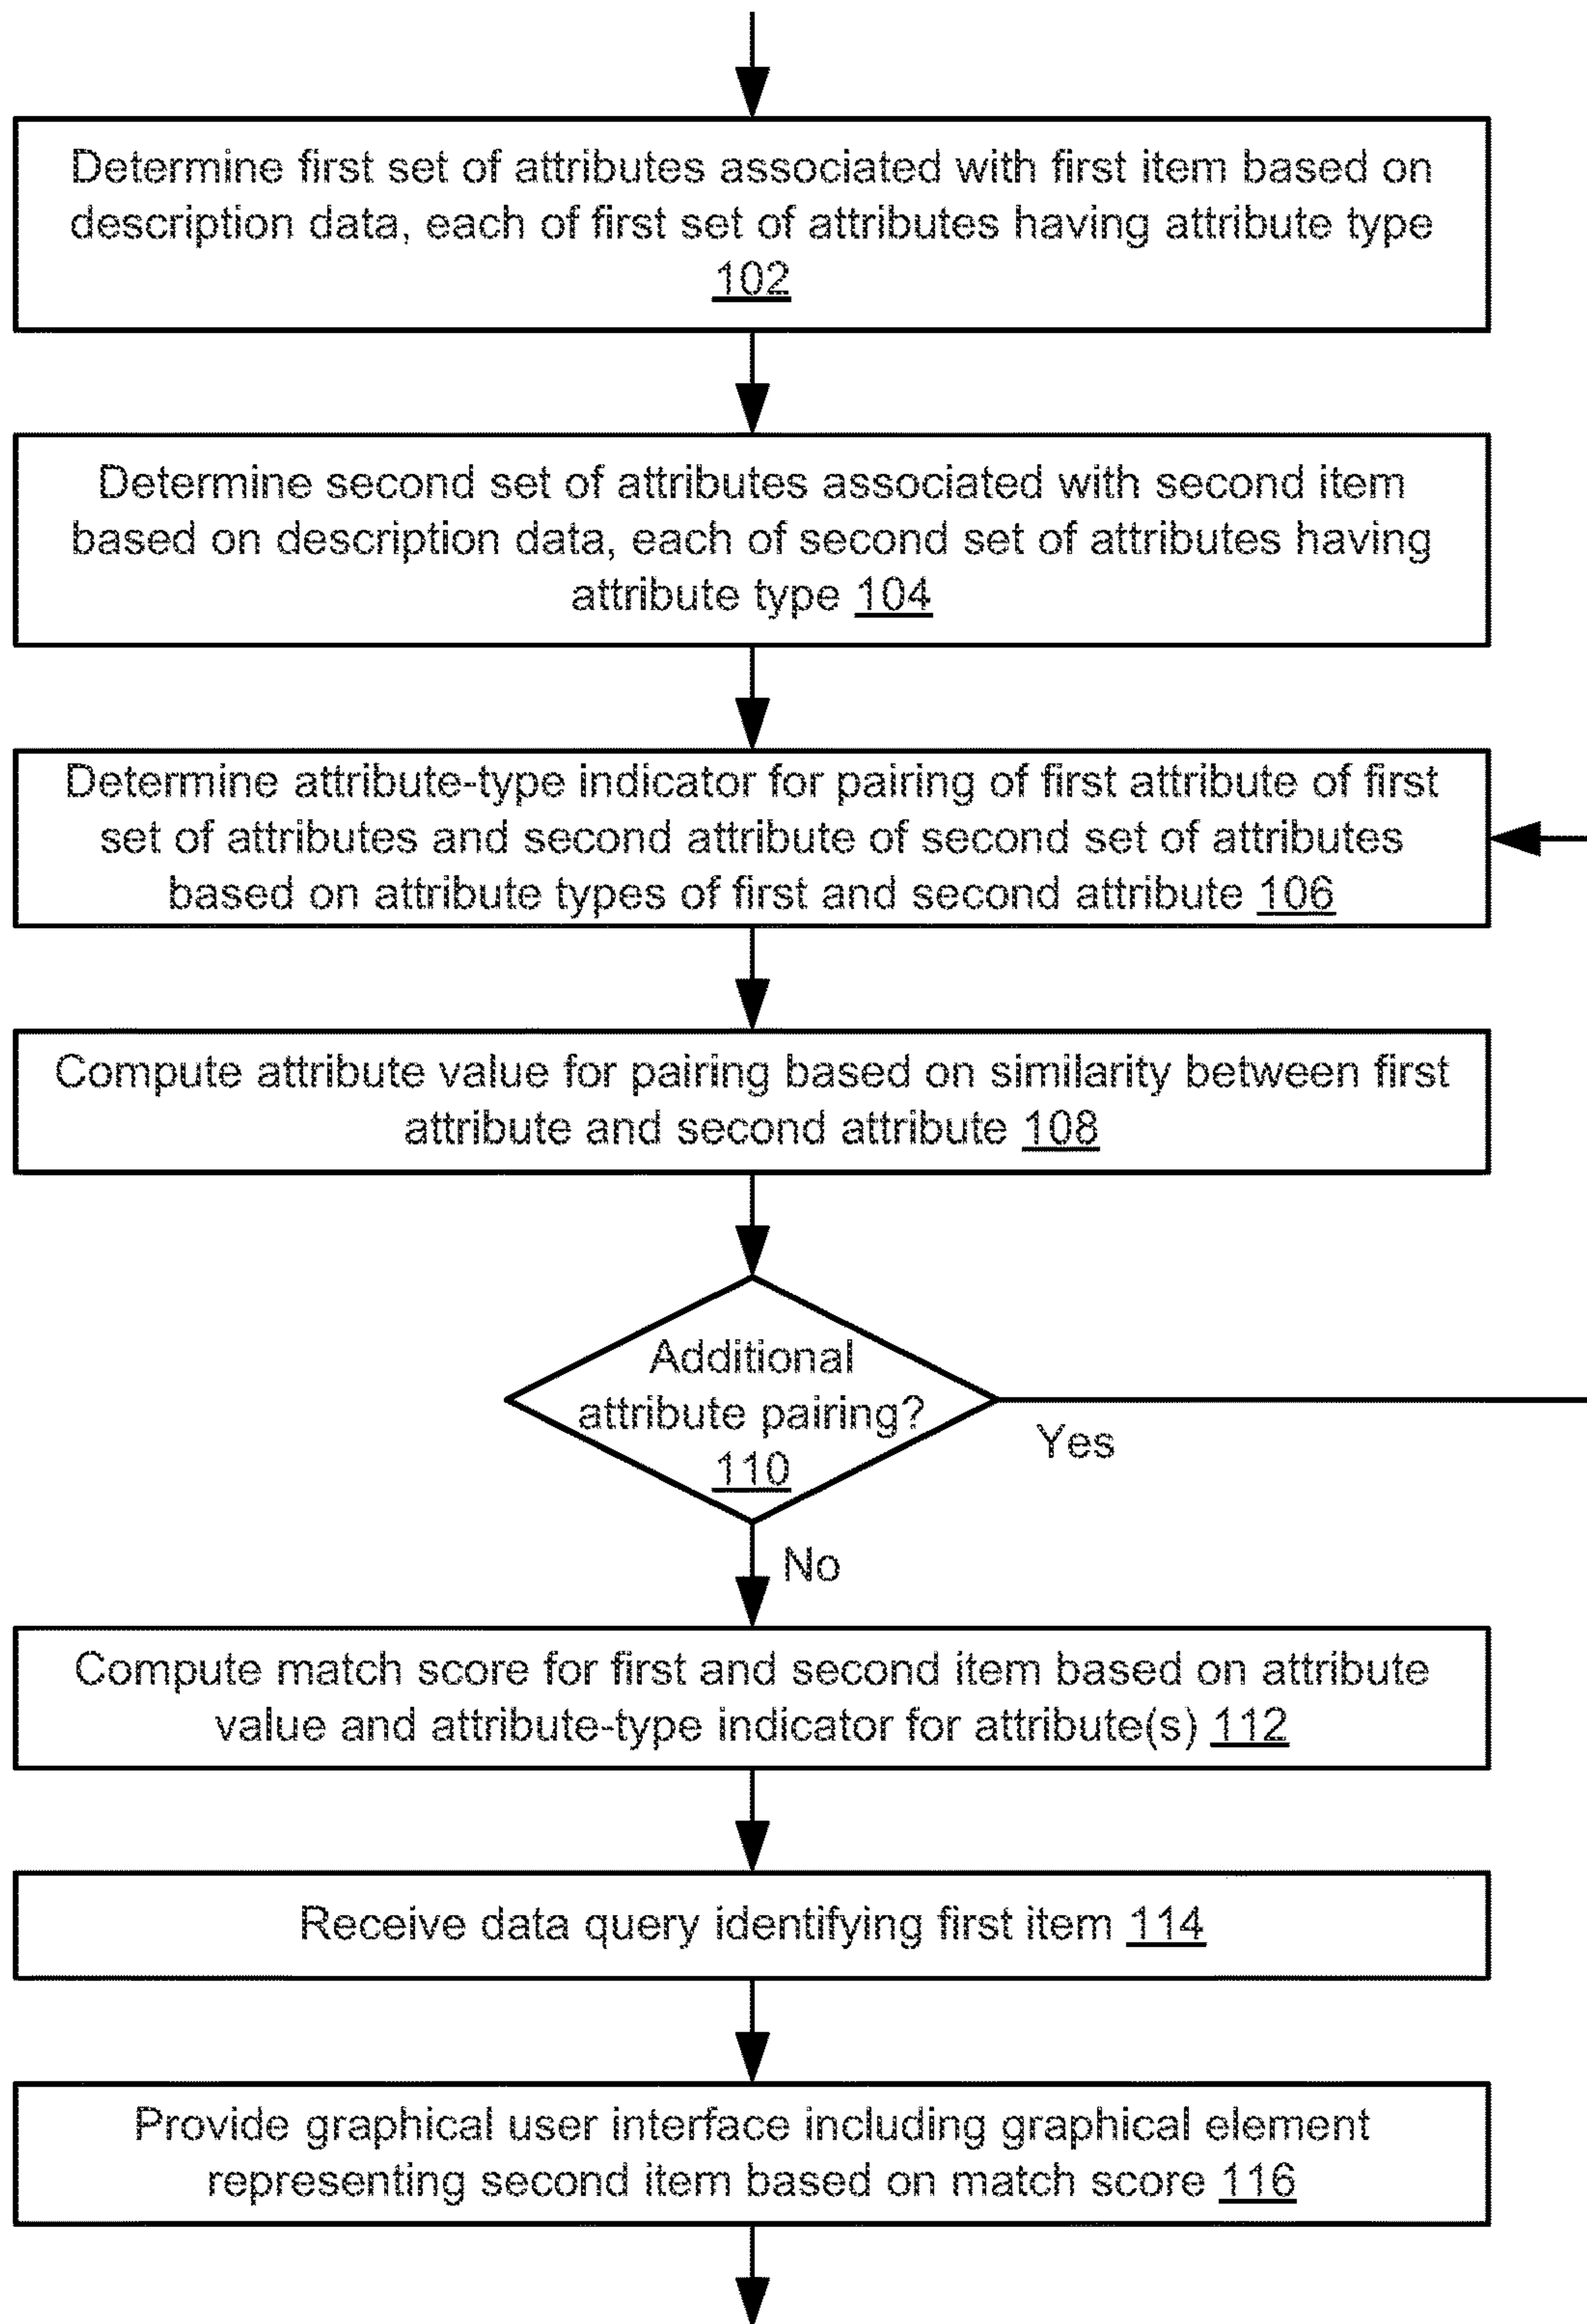 Determine first set of attributes associated with first item based on
description data, each of first set of attributes having attribute type
102
Determine second set of attributes associated with second item
based on description data, each of second set of attributes having
attribute type 104
Determine attribute-type indicator for pairing of first attribute of first
set of attributes and second attribute of second set of attributes
based on attribute types of first and second attribute 106
Compute attribute value for pairing based on similarity between first
attribute and second attribute 108
Additional
attribute pairing?
110
Yes
No
Compute match score for first and second item based on attribute
value and attribute-type indicator for attribute(s) 112
Receive data query identifying first item 114
Provide graphical user interface including graphical element
representing second item based on match score 116